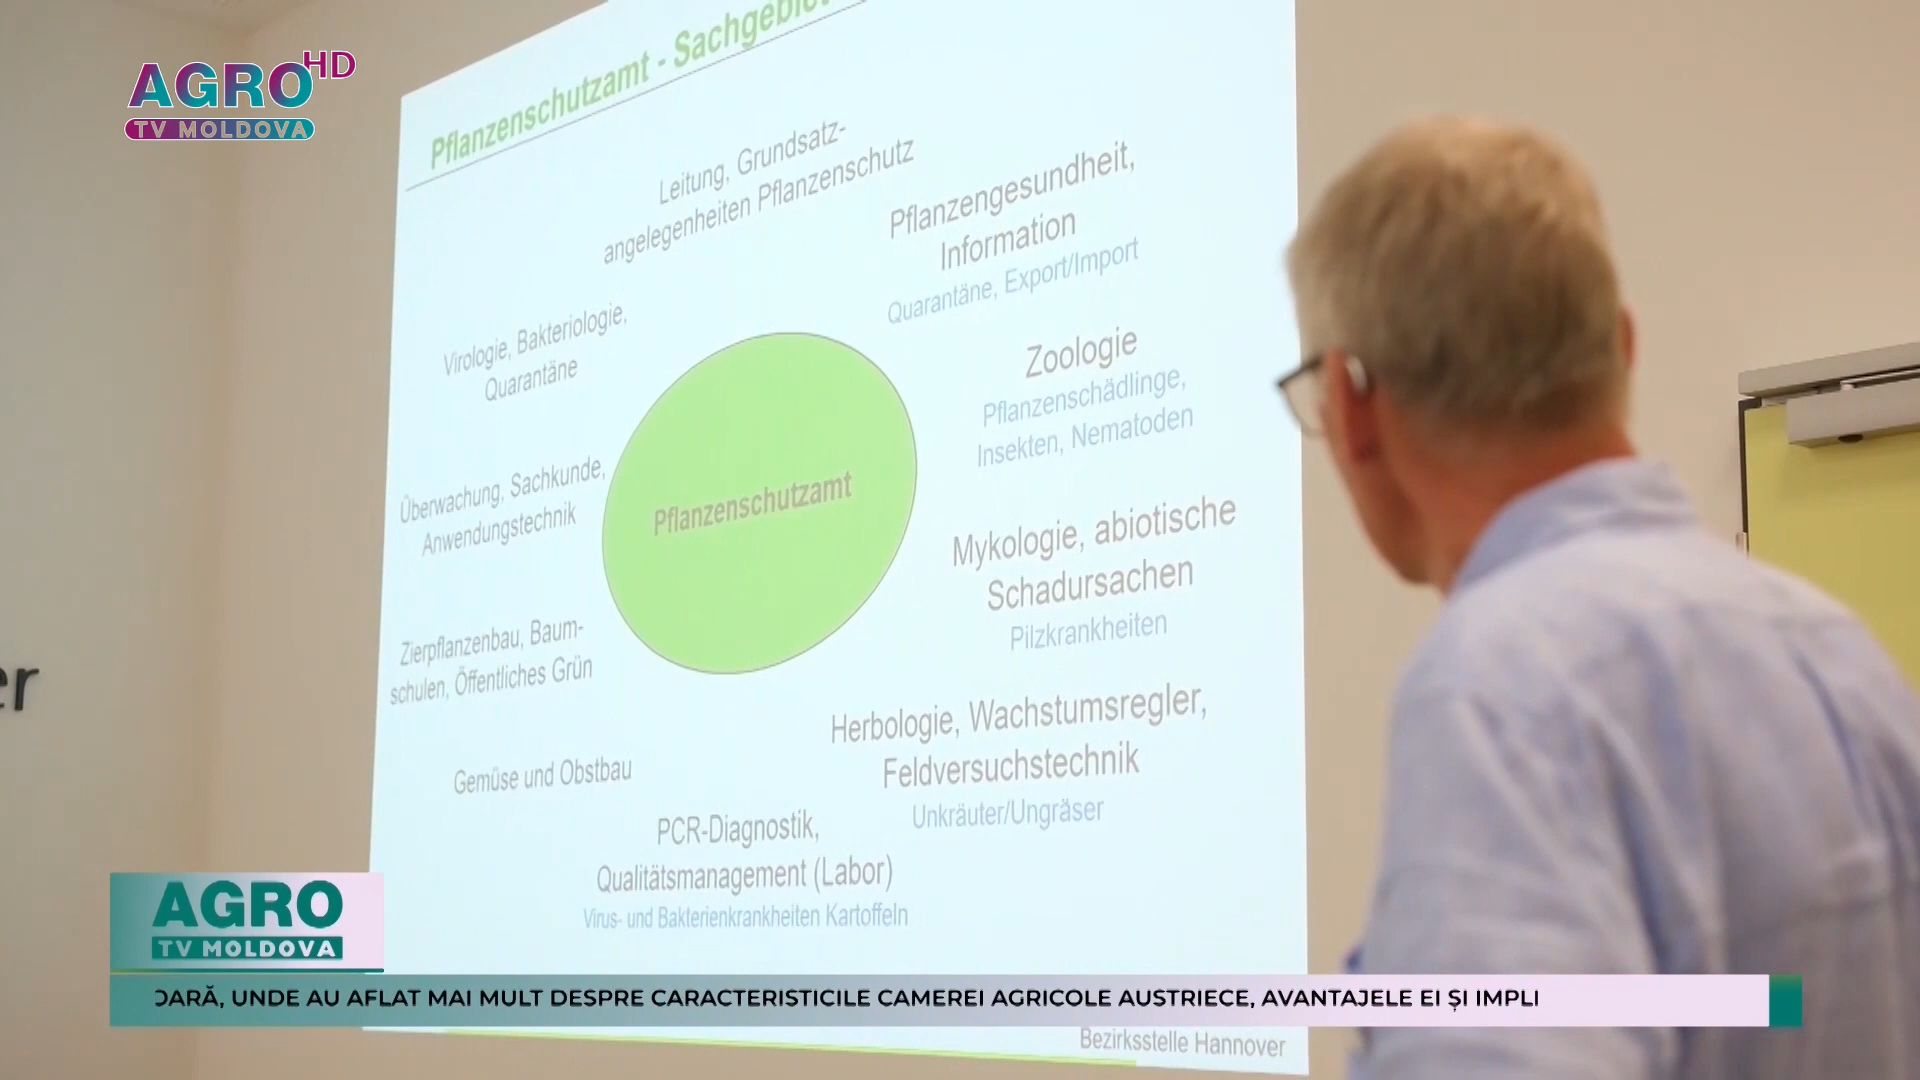 AGRO HD
TV MOLDOVA
Pflanzenschutzamt -
Leitung, Grundsatz-
angelegenheiten Pflanzenschutz
Pflanzengesundheit,
Information
Quarantäne, Export/Import
Virologie, Bakteriologie,
Quarantäne
Zoologie
Pflanzenschädlinge,
Insekten, Nematoden
Überwachung, Sachkunde,
Anwendungstechnik
Pflanzenschutzamt
Mykologie, abiotische
Schadursachen
Pilzkrankheiten
Zierpflanzenbau, Baum-
schulen, Öffentliches Grün
Herbologie, Wachstumsregler,
Feldversuchstechnik
Unkräuter/Ungräser
Gemüse und Obstbau
PCR-Diagnostik,
Qualitätsmanagement (Labor)
Virus- und Bakterienkrankheiten Kartoffeln
AGRO
TV MOLDOVA
OARĂ, UNDE AU AFLAT MAI MULT DESPRE CARACTERISTICILE CAMEREI AGRICOLE AUSTRIECE, AVANTAJELE EI ȘI IMPLI
Bezirksstelle Hannover